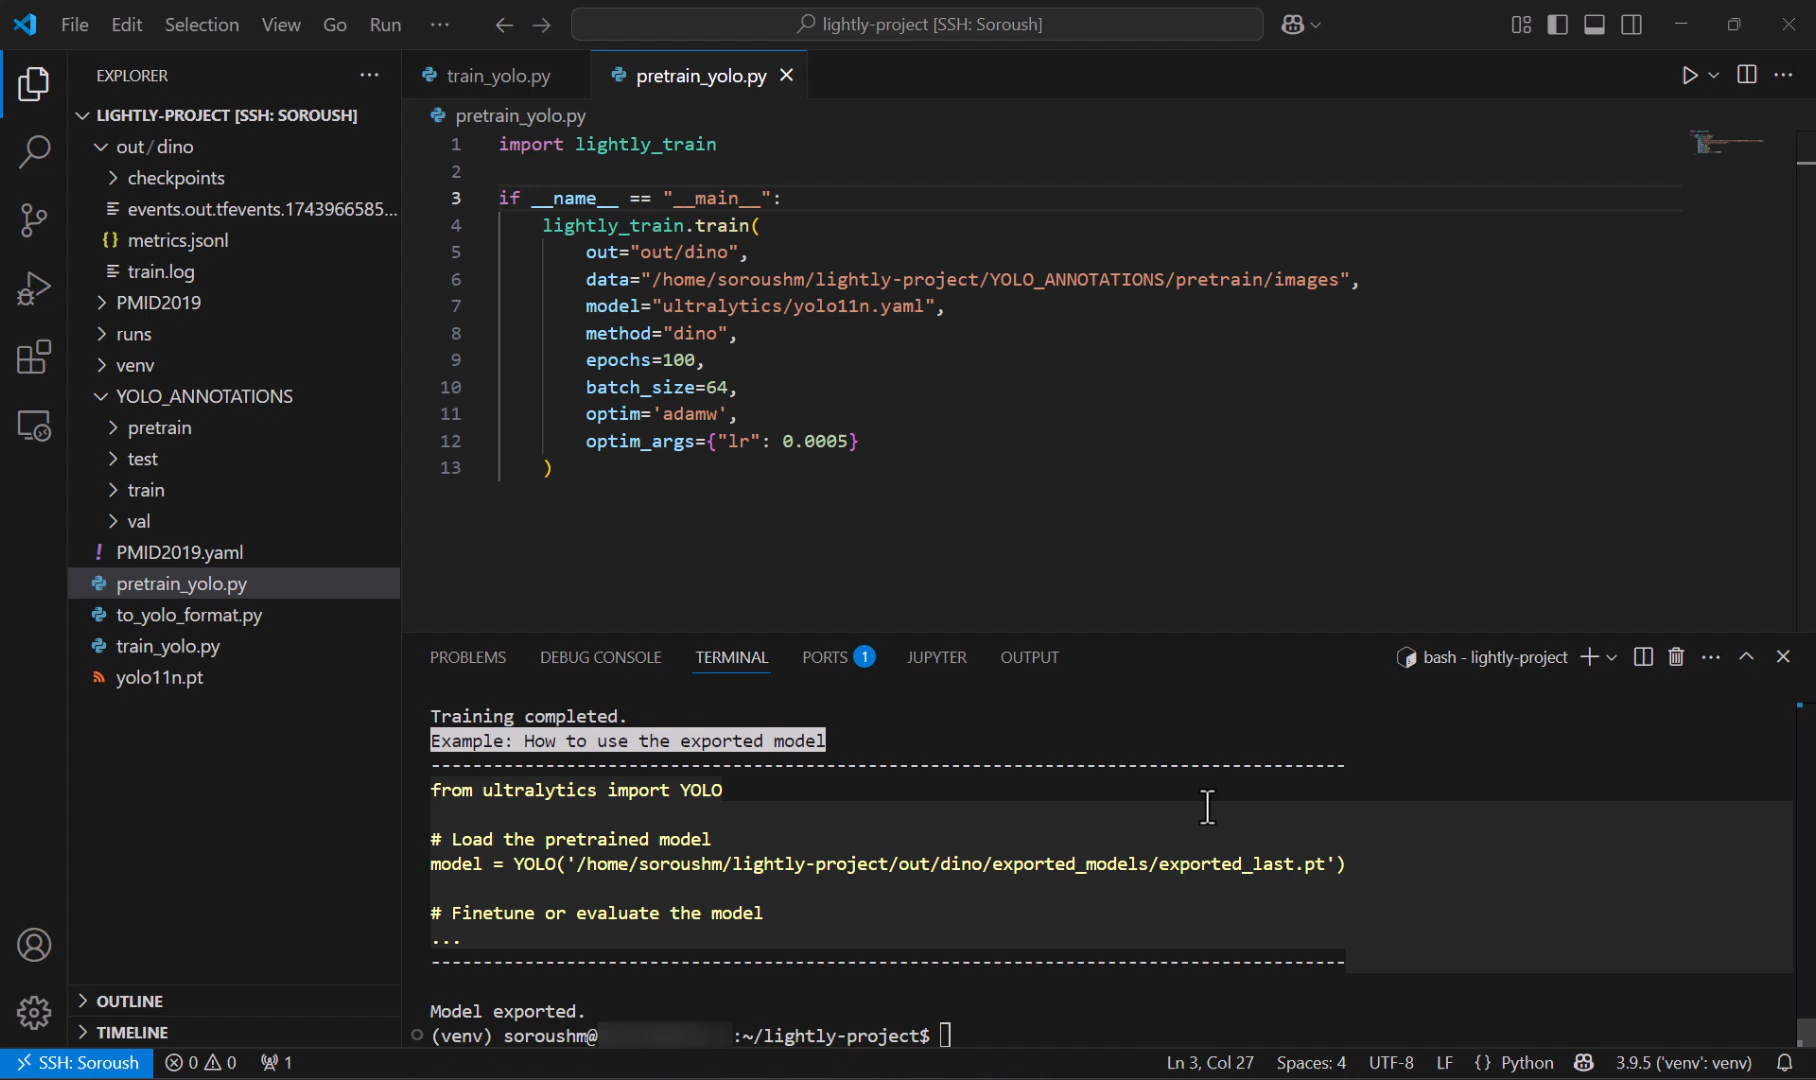 File Edit Selection View Go Run ··· lightly-project [SSH: Soroush]
EXPLORER ···
LIGHTLY-PROJECT [SSH: SOROUSH]
out / dino
checkpoints
events.out.tfevents.1743966585...
metrics.jsonl
train.log
PMID2019
runs
venv
YOLO_ANNOTATIONS
pretrain
test
train
val
PMID2019.yaml
pretrain_yolo.py
to_yolo_format.py
train_yolo.py
yolo11n.pt
OUTLINE
TIMELINE
train_yolo.py pretrain_yolo.py
pretrain_yolo.py
1 import lightly_train
2
3 if __name__ == "__main__":
4 lightly_train.train(
5 out="out/dino",
6 data="/home/soroushm/lightly-project/YOLO_ANNOTATIONS/pretrain/images",
7 model="ultralytics/yolo11n.yaml",
8 method="dino",
9 epochs=100,
10 batch_size=64,
11 optim='adamw',
12 optim_args={"lr": 0.0005}
13 )
PROBLEMS DEBUG CONSOLE TERMINAL PORTS 1 JUPYTER OUTPUT bash - lightly-project
Training completed.
Example: How to use the exported model
----------------------------------------------------------------------------------------
from ultralytics import YOLO
# Load the pretrained model
model = YOLO('/home/soroushm/lightly-project/out/dino/exported_models/exported_last.pt')
# Finetune or evaluate the model
...
----------------------------------------------------------------------------------------
Model exported.
(venv) soroushm@ :~/lightly-project$
SSH: Soroush 0 0 1 Ln 3, Col 27 Spaces: 4 UTF-8 LF {} Python 3.9.5 ('venv': venv)